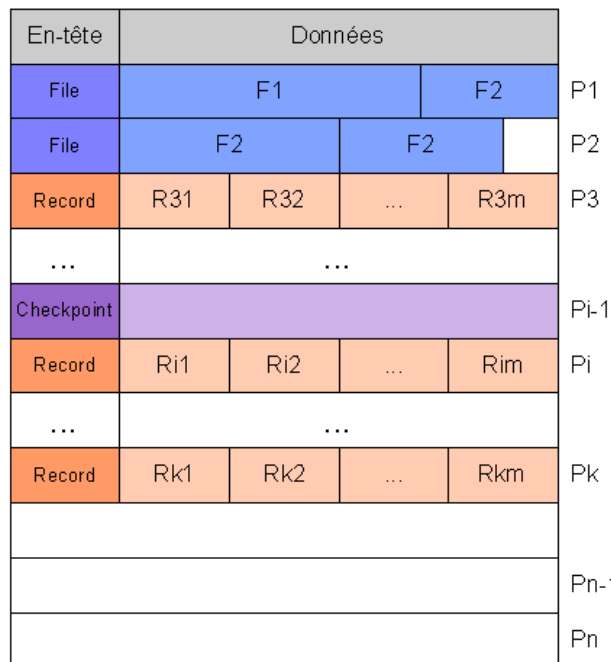 En-tête Données
File F1 F2 P1
File F2 F2 P2
Record R31 R32 ... R3m P3
... ...
Checkpoint Pi-1
Record Ri1 Ri2 ... Rim Pi
... ...
Record Rk1 Rk2 ... Rkm Pk
Pn-1
Pn